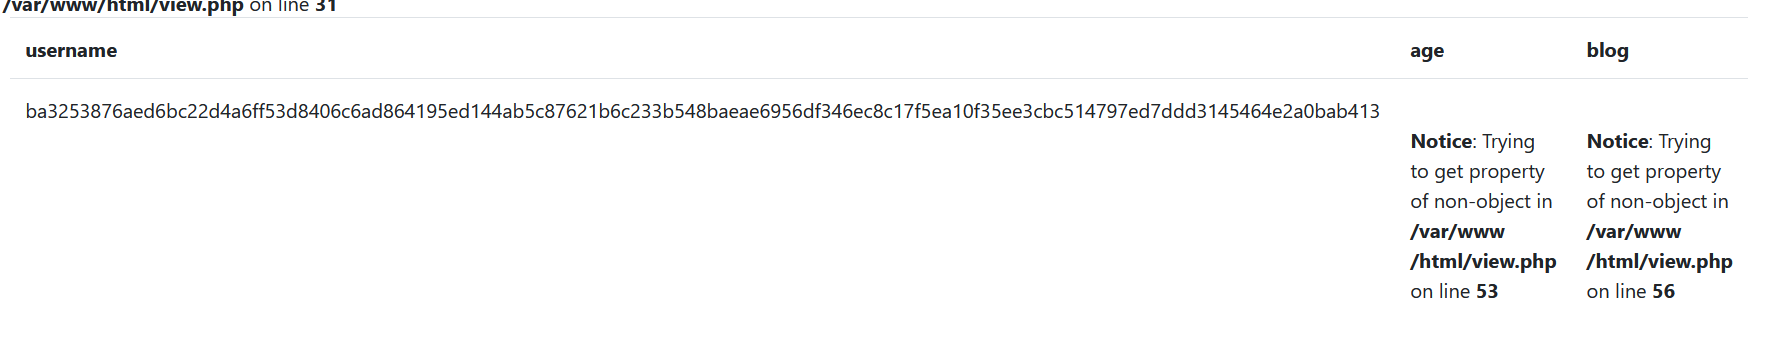 /var/www/html/view.php on line 31
username age blog
ba3253876aed6bc22d4a6ff53d8406c6ad864195ed144ab5c87621b6c233b548baeae6956df346ec8c17f5ea10f35ee3cbc514797ed7ddd3145464e2a0bab413
Notice: Trying
to get property
of non-object in
/var/www
/html/view.php
on line 53
Notice: Trying
to get property
of non-object in
/var/www
/html/view.php
on line 56